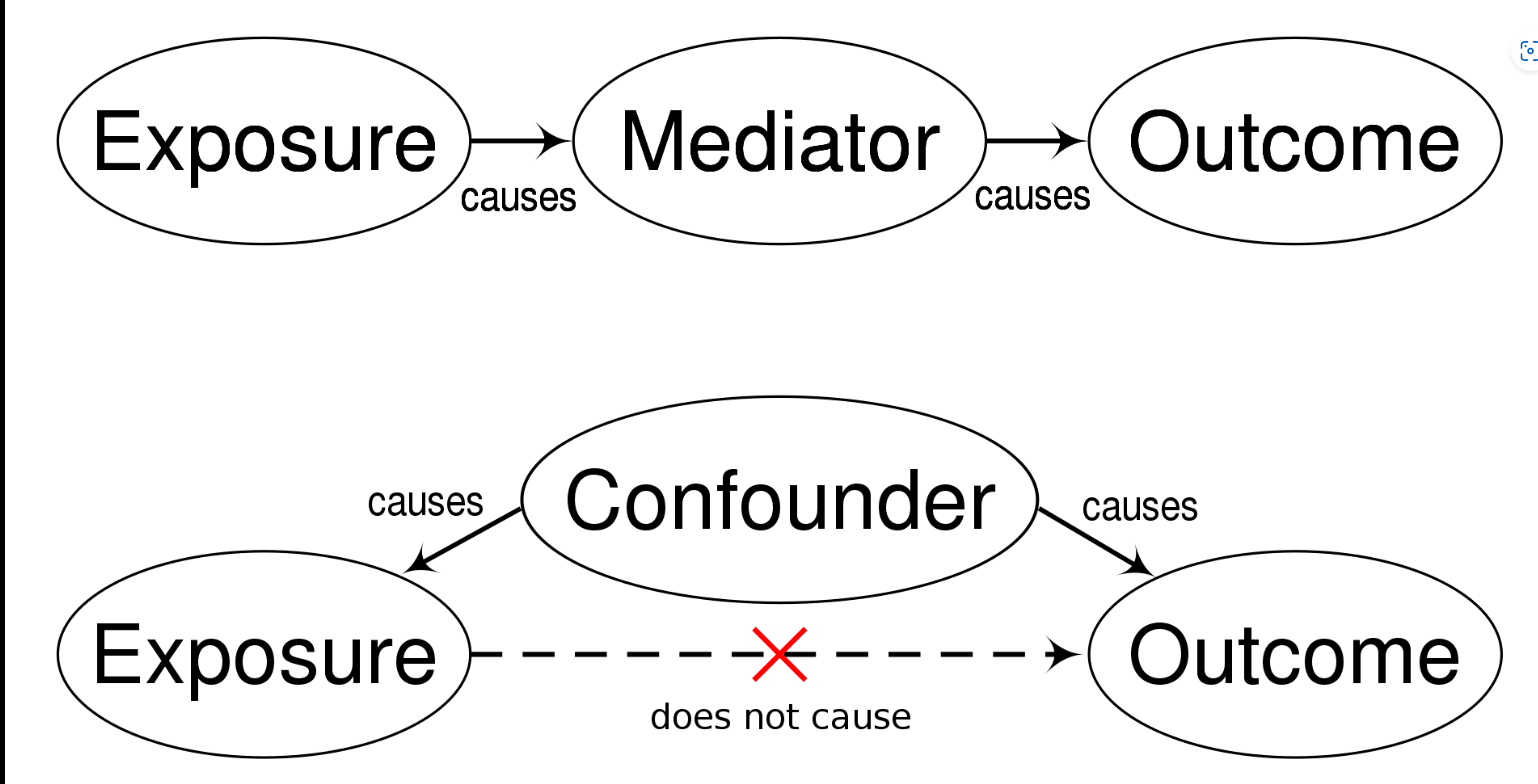 Exposure
causes
Mediator
causes
Outcome
Confounder
causes
causes
Exposure
Outcome
does not cause